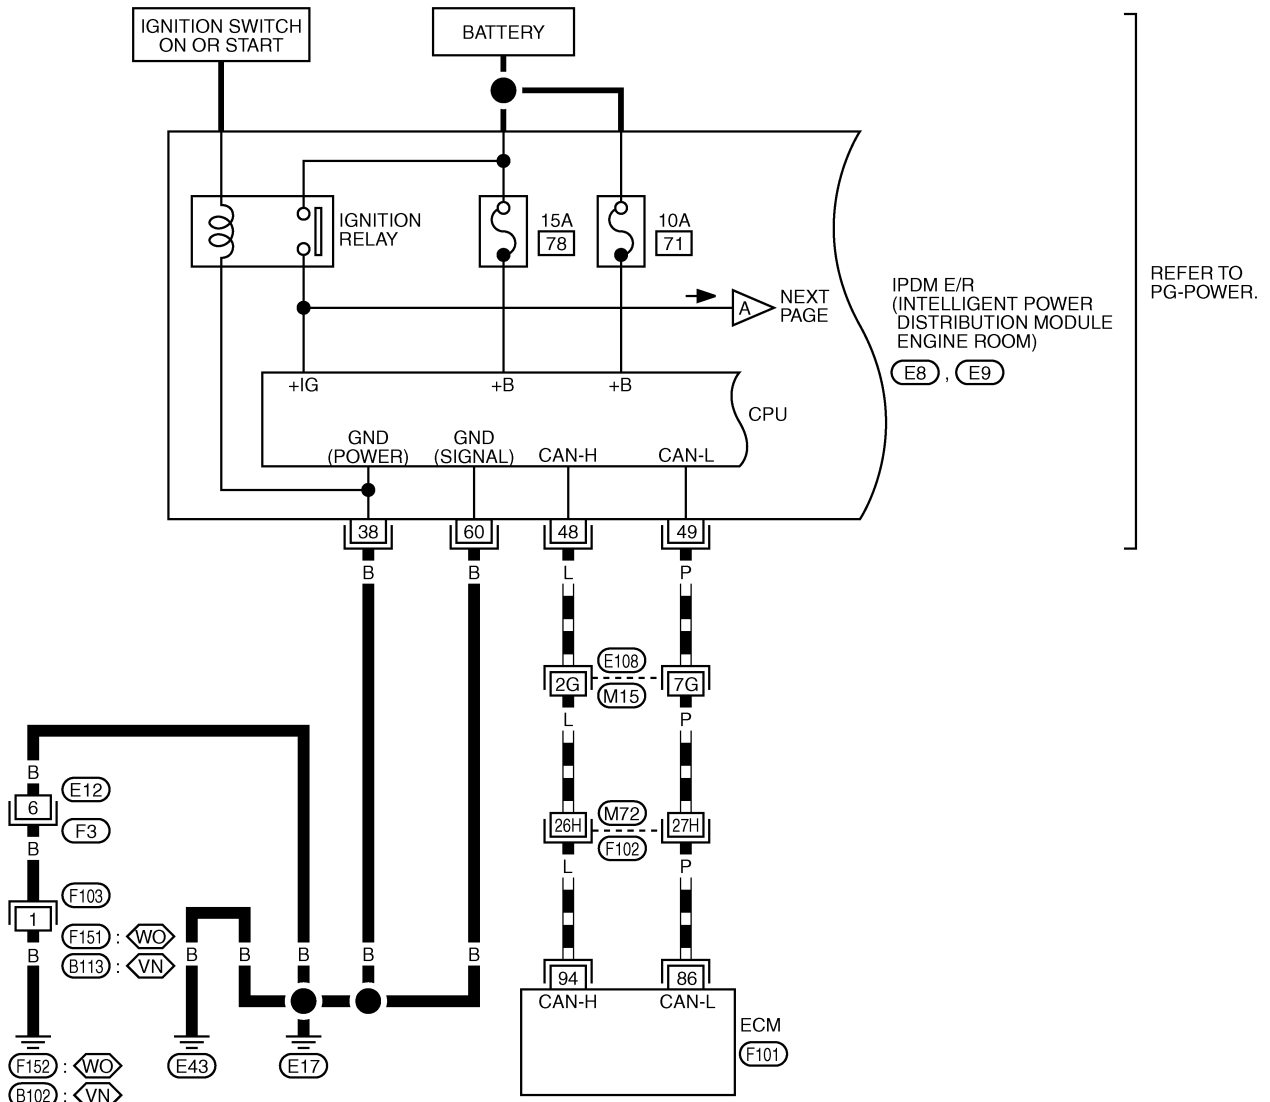 IGNITION SWITCH
ON OR START
BATTERY
IGNITION
RELAY
15A
78
10A
71
A
NEXT
PAGE
IPDM E/R
(INTELLIGENT POWER
DISTRIBUTION MODULE
ENGINE ROOM)
E8 , E9
REFER TO
PG-POWER.
+IG
+B
+B
CPU
GND
(POWER)
GND
(SIGNAL)
CAN-H
CAN-L
38
60
48
49
B
B
L
P
2G
E108
M15
7G
L
P
B
6
E12
F3
B
26H
M72
F102
27H
L
P
F103
1
F151 : WO
B113 : VN
B
B
B
B
B
B
94
86
CAN-H
CAN-L
ECM
F101
F152 : WO
B102 : VN
E43
E17